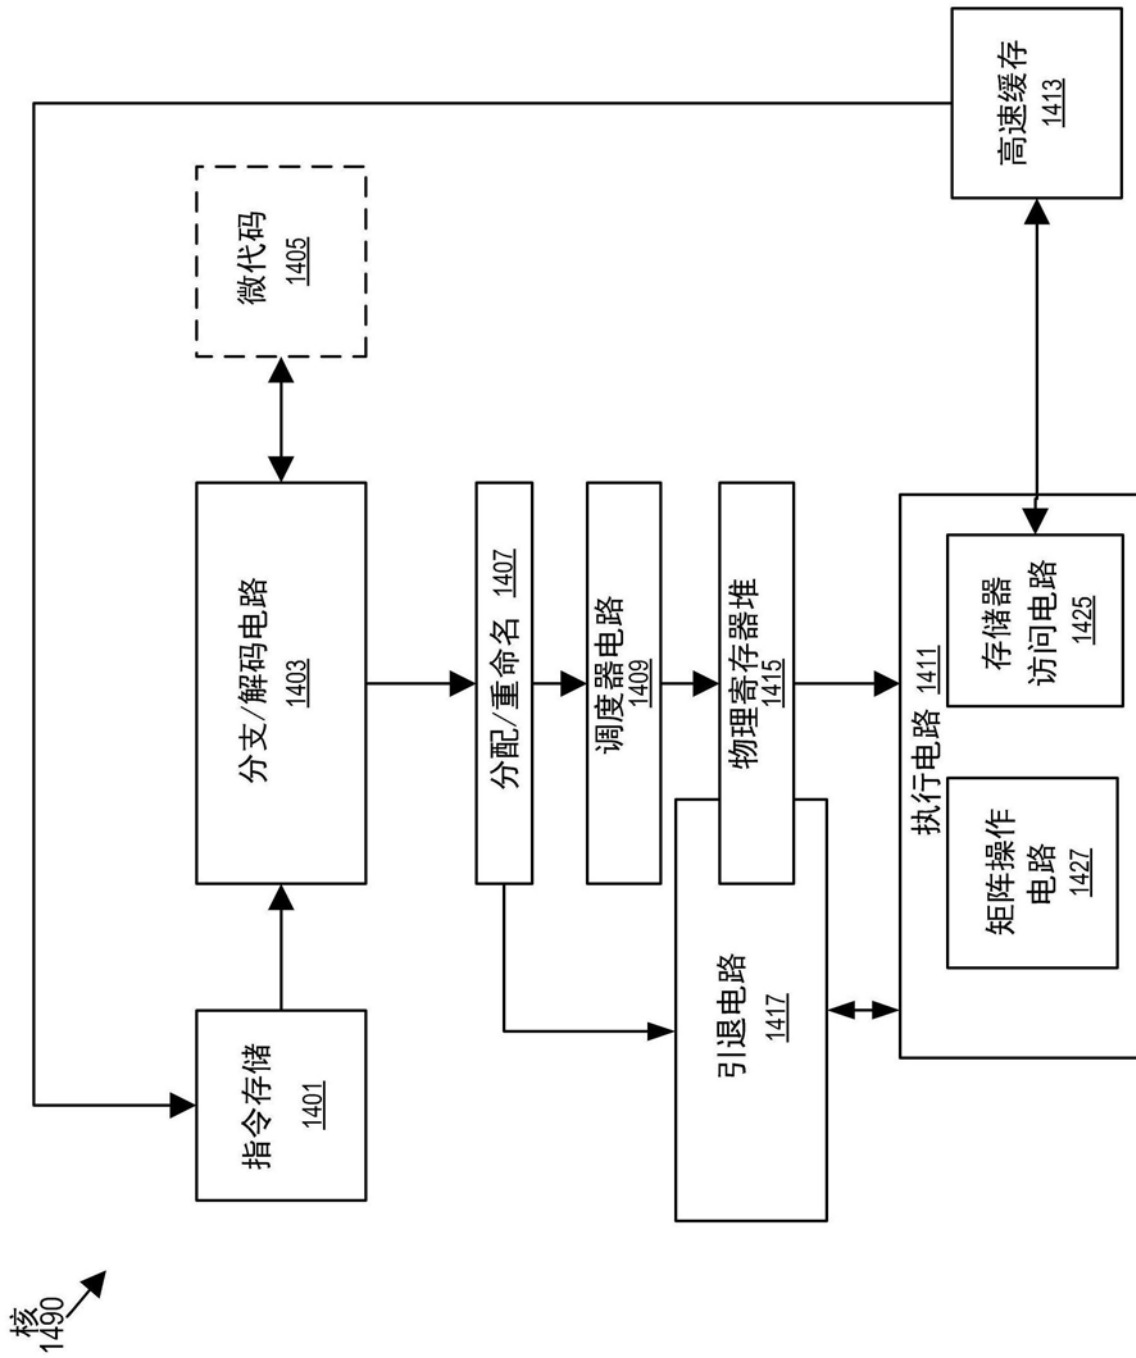 核
1490
指令存储
1401
分支/解码电路
1403
微代码
1405
分配/重命名 1407
调度器电路
1409
物理寄存器堆
1415
引退电路
1417
执行电路 1411
矩阵操作
电路
1427
存储器
访问电路
1425
高速缓存
1413